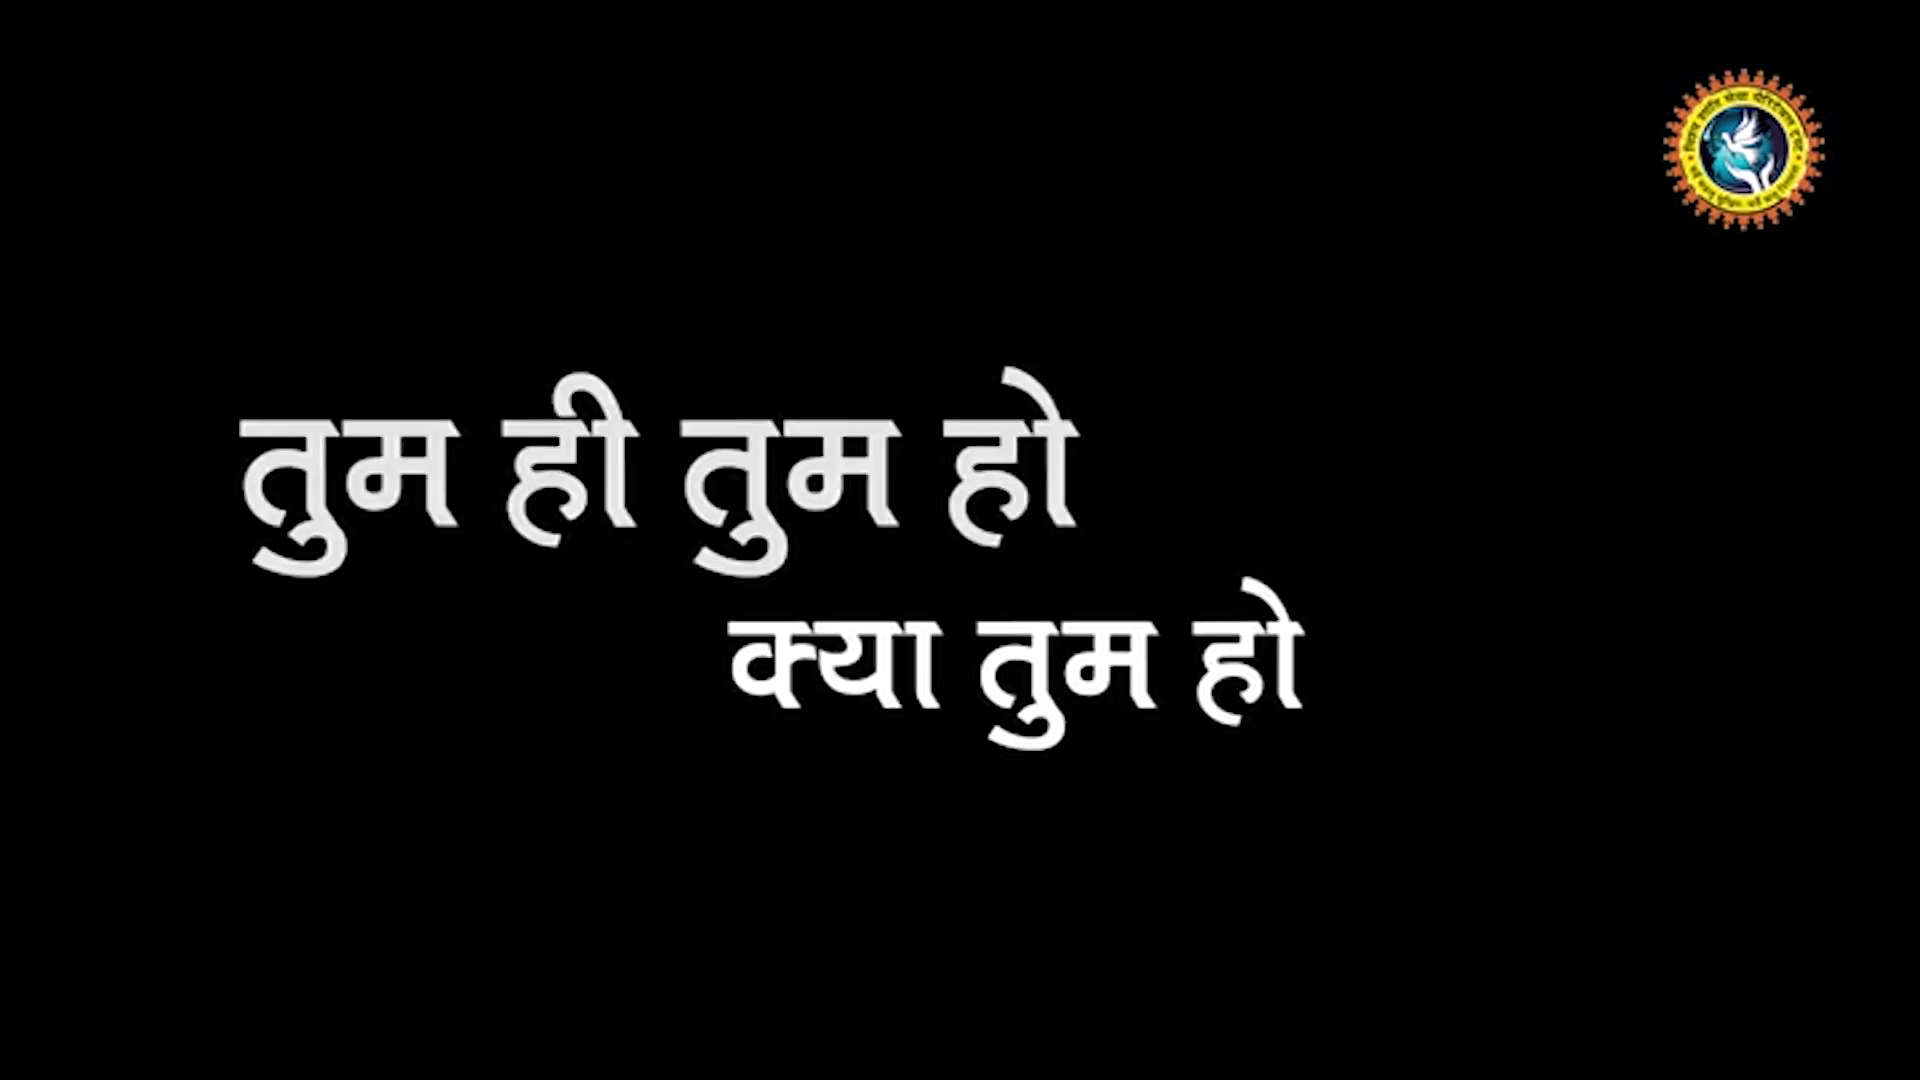 तुम ही तुम हो
क्या तुम हो